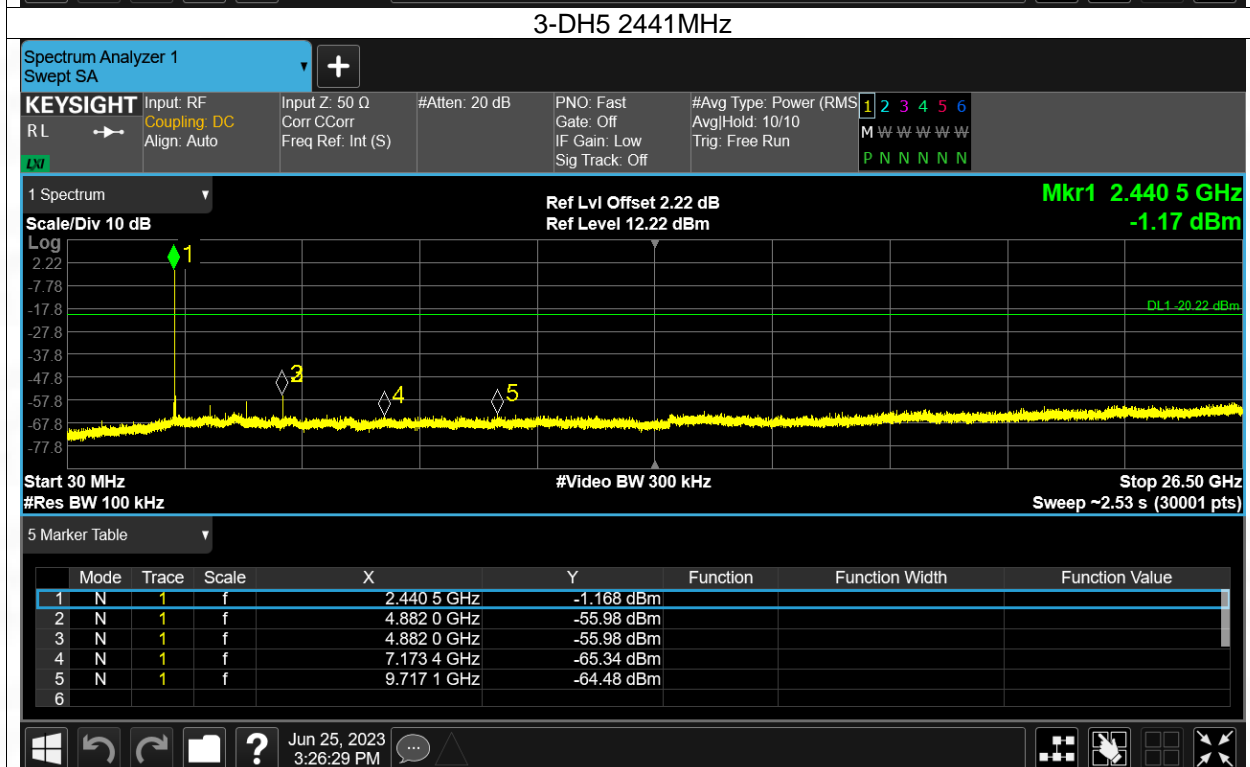 3-DH5 2441MHz
Spectrum Analyzer 1
Swept SA
+
KEYSIGHT
RL
LXI
Input: RF
Coupling: DC
Align: Auto
Input Z: 50 Ω
Corr CCorr
Freq Ref: Int (S)
#Atten: 20 dB
PNO: Fast
Gate: Off
IF Gain: Low
Sig Track: Off
#Avg Type: Power (RMS
Avg|Hold: 10/10
Trig: Free Run
1 2 3 4 5 6
M W W W W W
P N N N N N
1 Spectrum
Scale/Div 10 dB
Ref Lvl Offset 2.22 dB
Ref Level 12.22 dBm
Mkr1 2.440 5 GHz
-1.17 dBm
Log
2.22
-7.78
-17.8
-27.8
-37.8
-47.8
-57.8
-67.8
-77.8
1
3
4
5
DL1 -20.22 dBm
Start 30 MHz
#Res BW 100 kHz
#Video BW 300 kHz
Stop 26.50 GHz
Sweep ~2.53 s (30001 pts)
5 Marker Table
Mode Trace Scale X Y Function Function Width Function Value
1 N 1 f 2.440 5 GHz -1.168 dBm
2 N 1 f 4.882 0 GHz -55.98 dBm
3 N 1 f 4.882 0 GHz -55.98 dBm
4 N 1 f 7.173 4 GHz -65.34 dBm
5 N 1 f 9.717 1 GHz -64.48 dBm
6
?
Jun 25, 2023
3:26:29 PM